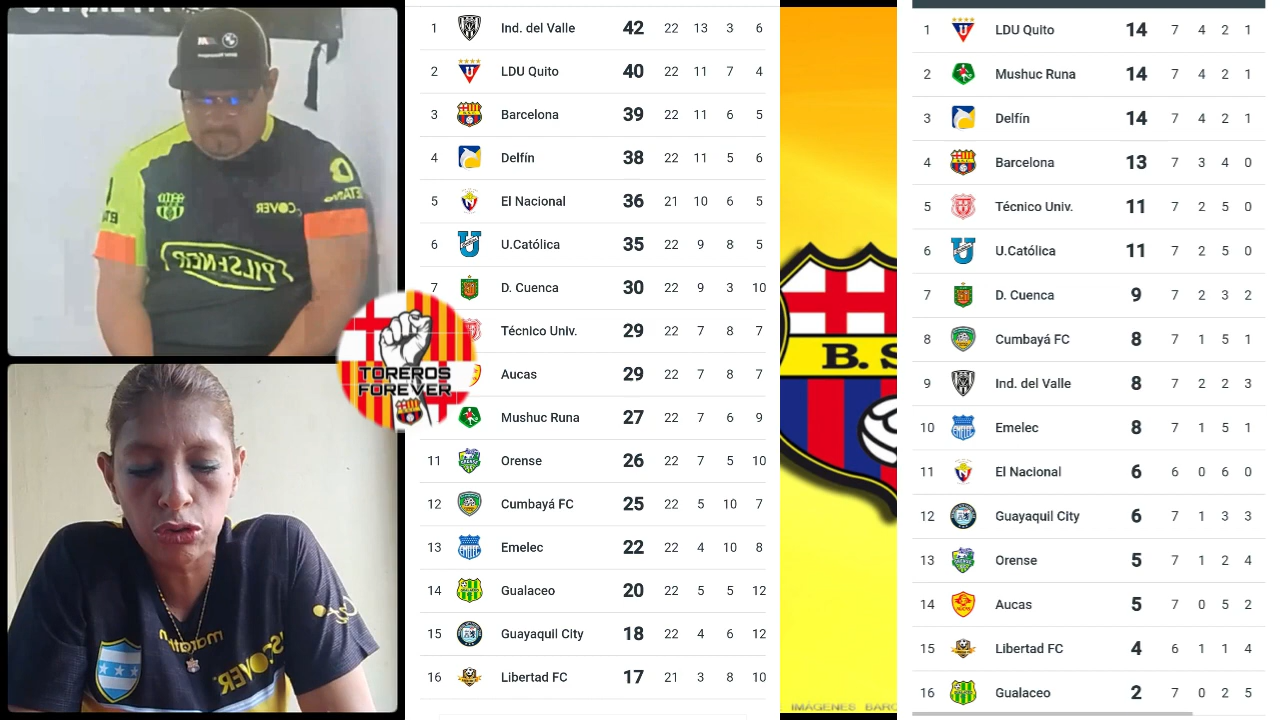 BMW
PILSENER
COVER
TOREROS
FOREVER
1 Ind. del Valle 42 22 13 3 6
2 LDU Quito 40 22 11 7 4
3 Barcelona 39 22 11 6 5
4 Delfín 38 22 11 5 6
5 El Nacional 36 21 10 6 5
6 U.Católica 35 22 9 8 5
7 D. Cuenca 30 22 9 3 10
Técnico Univ. 29 22 7 8 7
Aucas 29 22 7 8 7
Mushuc Runa 27 22 7 6 9
11 Orense 26 22 7 5 10
12 Cumbayá FC 25 22 5 10 7
13 Emelec 22 22 4 10 8
14 Gualaceo 20 22 5 5 12
15 Guayaquil City 18 22 4 6 12
16 Libertad FC 17 21 3 8 10
B. S
IMAGENES BARC
1 LDU Quito 14 7 4 2 1
2 Mushuc Runa 14 7 4 2 1
3 Delfín 14 7 4 2 1
4 Barcelona 13 7 3 4 0
5 Técnico Univ. 11 7 2 5 0
6 U.Católica 11 7 2 5 0
7 D. Cuenca 9 7 2 3 2
8 Cumbayá FC 8 7 1 5 1
9 Ind. del Valle 8 7 2 2 3
10 Emelec 8 7 1 5 1
11 El Nacional 6 6 0 6 0
12 Guayaquil City 6 7 1 3 3
13 Orense 5 7 1 2 4
14 Aucas 5 7 0 5 2
15 Libertad FC 4 6 1 1 4
16 Gualaceo 2 7 0 2 5